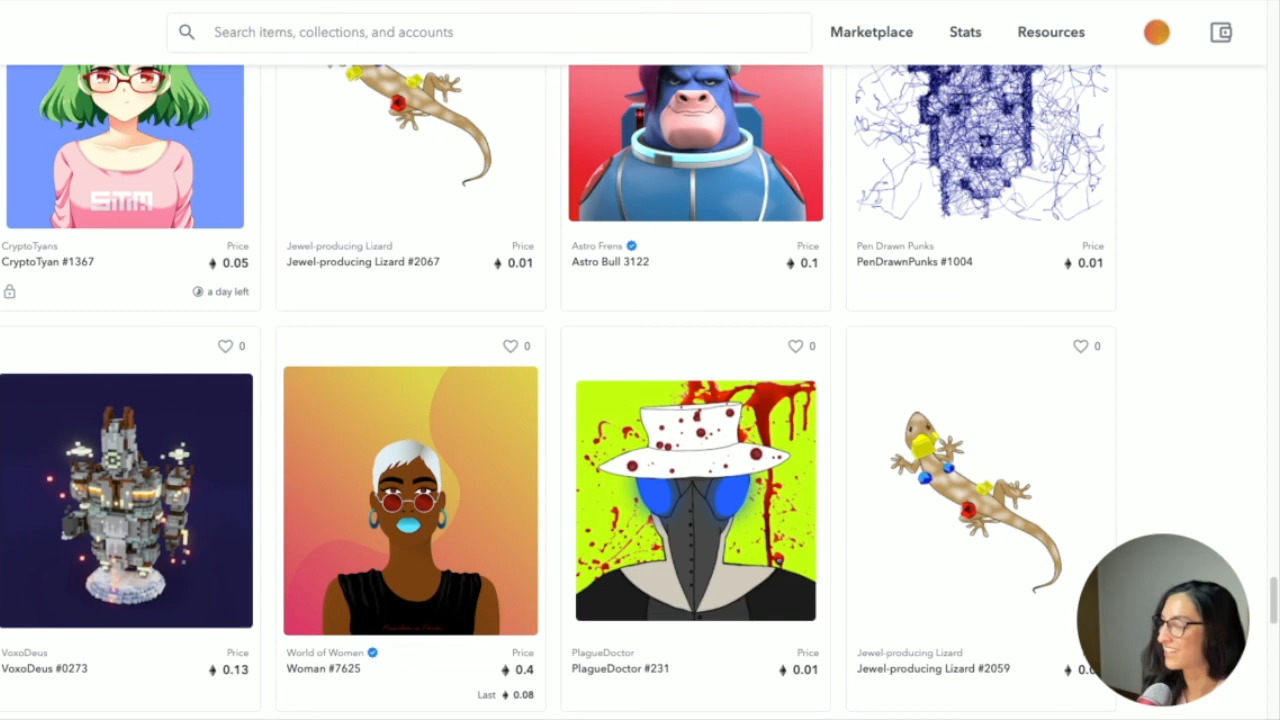 Search items, collections, and accounts
Marketplace
Stats
Resources
STM
CryptoTyans
Price
CryptoTyan #1367
0.05
a day left
Jewel-producing Lizard
Price
Jewel-producing Lizard #2067
0.01
Astro Frens
Price
Astro Bull 3122
0.1
Pen Drawn Punks
Price
PenDrawnPunks #1004
0.01
0
0
0
0
VoxoDeus
Price
VoxoDeus #0273
0.13
World of Women
Price
Woman #7625
0.4
Last
0.08
PlagueDoctor
Price
PlagueDoctor #231
0.01
Jewel-producing Lizard
Jewel-producing Lizard #2059